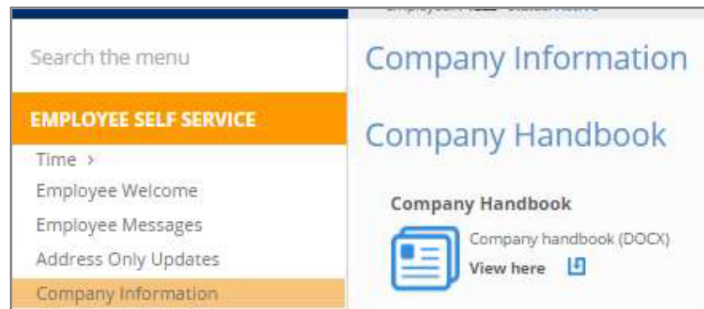 Search the menu
EMPLOYEE SELF SERVICE
Time >
Employee Welcome
Employee Messages
Address Only Updates
Company Information
Company Information
Company Handbook
Company Handbook
Company handbook (DOCX)
View here